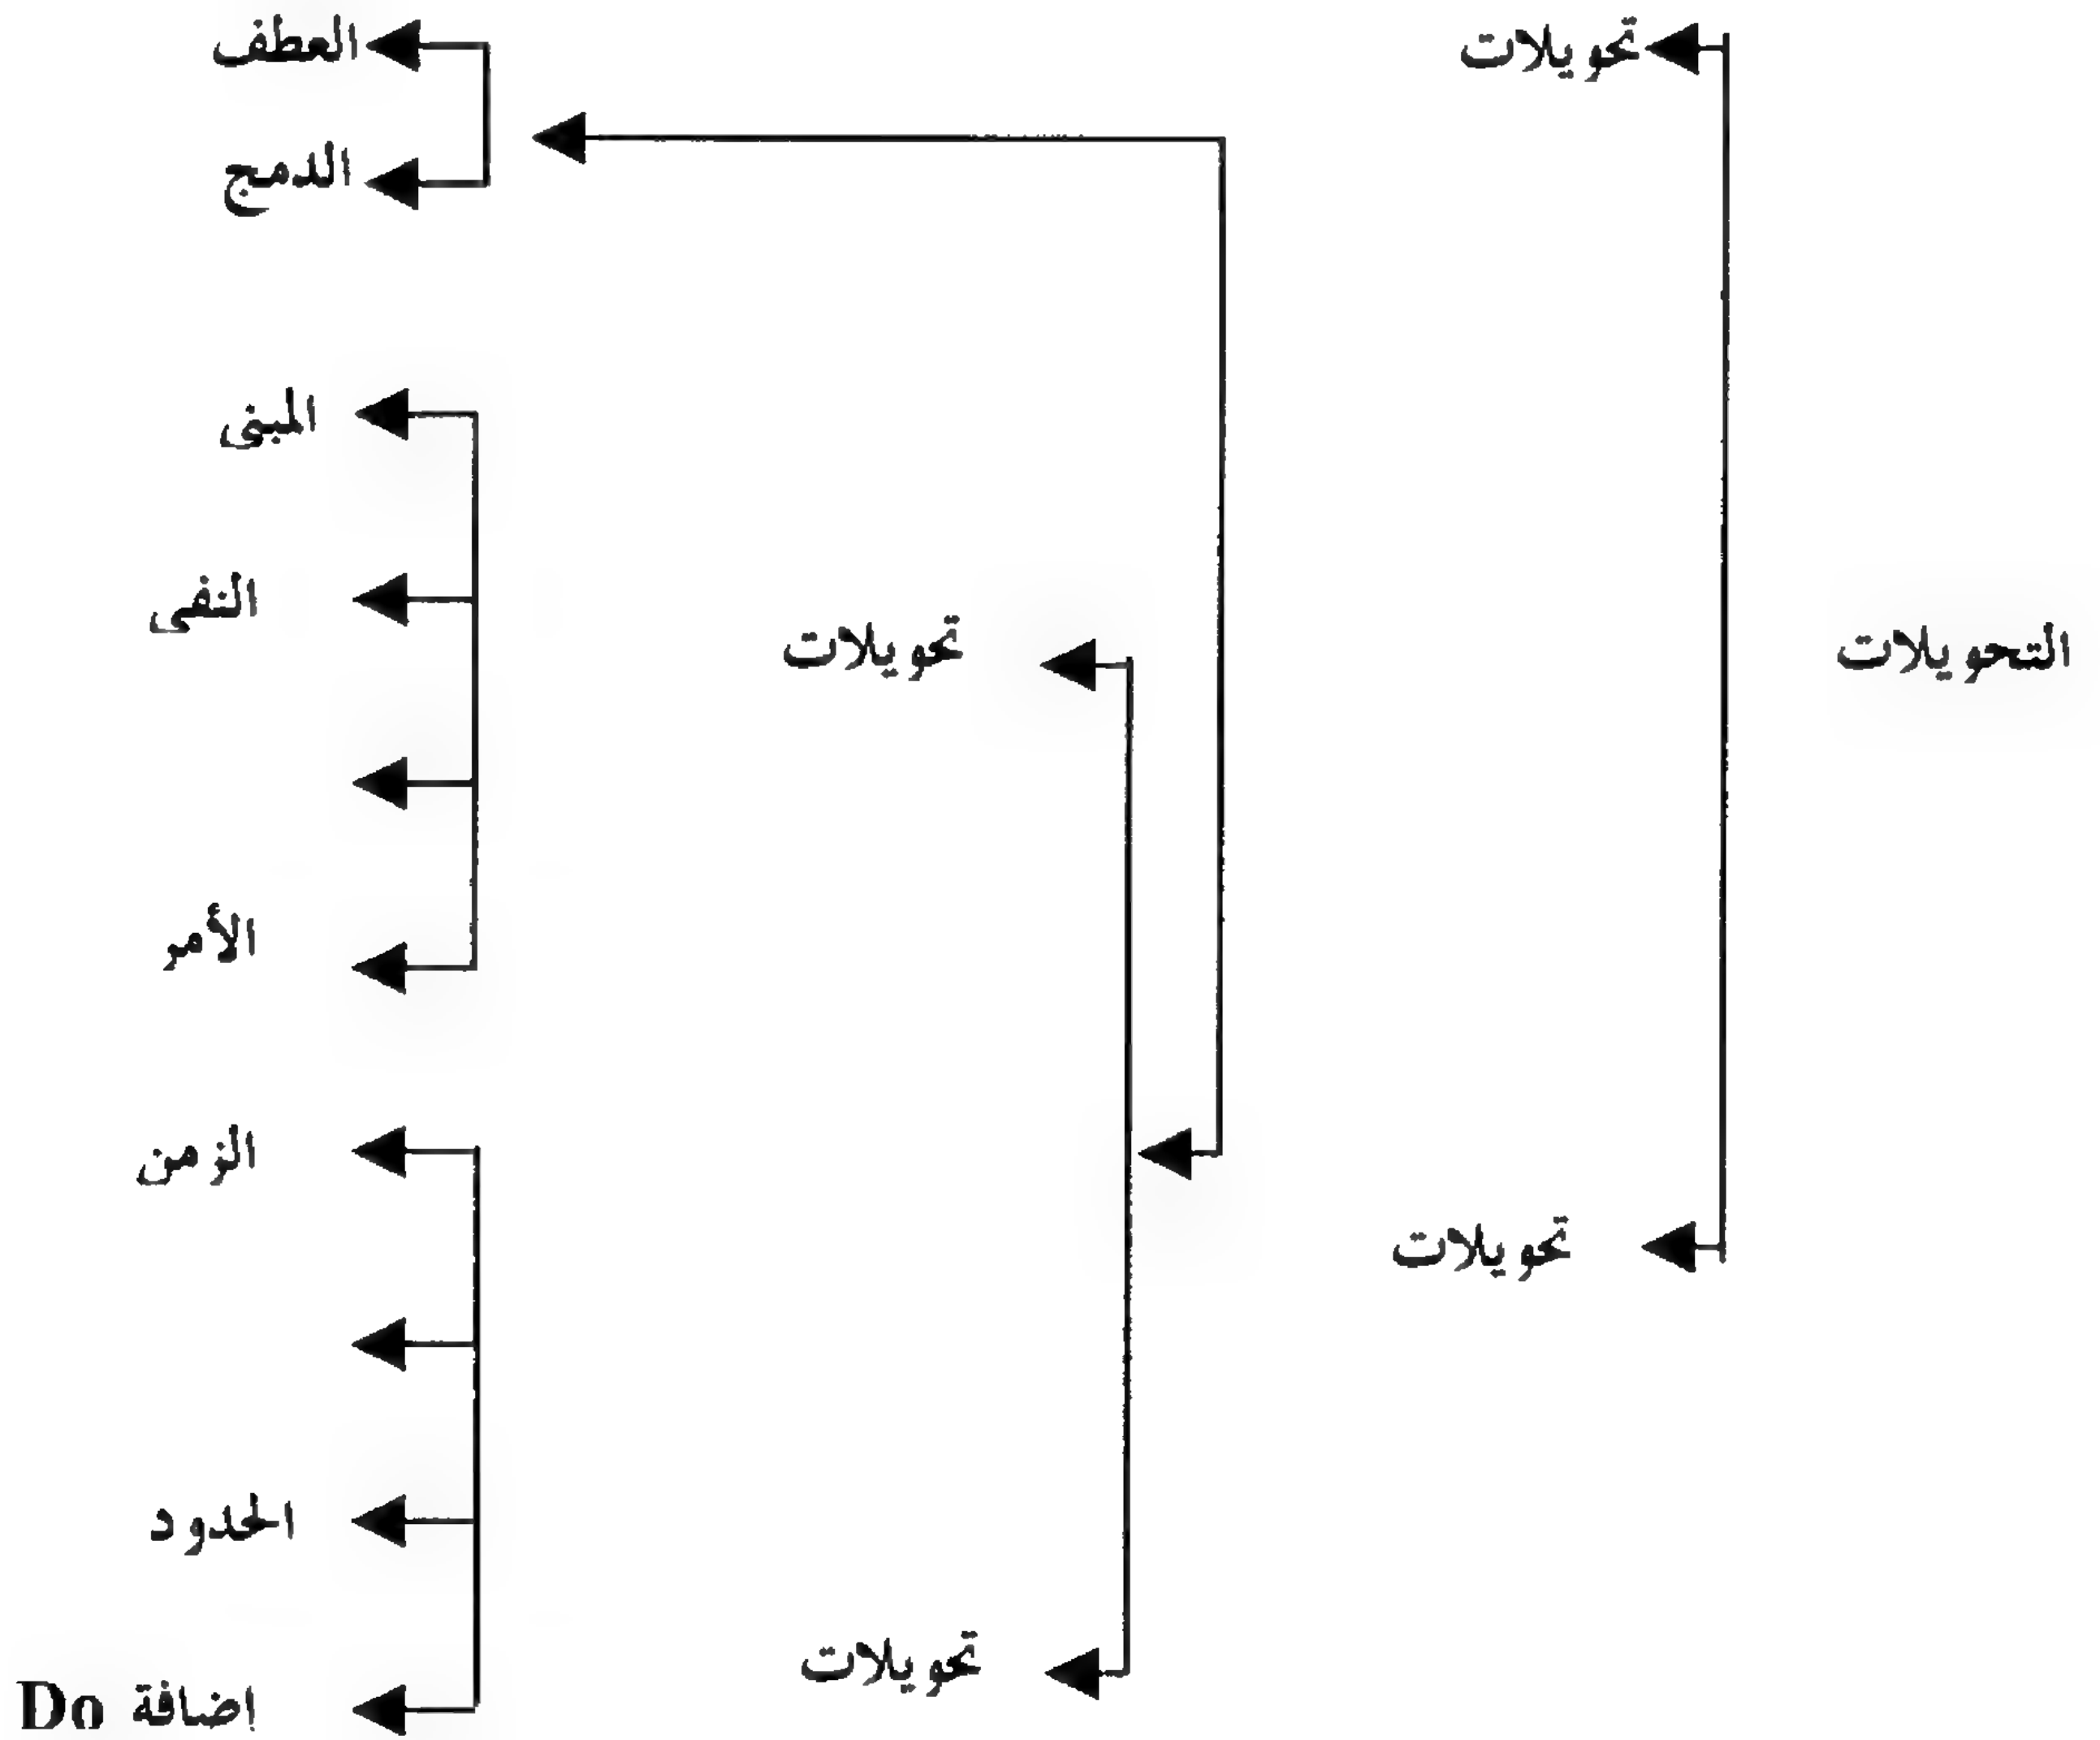 تحويلات
العطف
الدمج
المبنى
النفى
تحويلات
التحويلات
الأمر
الزمن
تحويلات
الحدود
تحويلات
إضافة Do